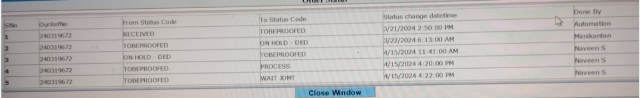 Order Status
SlNo OurRefNo From Status Code To Status Code Status change datetime Done By
1 240319672 RECEIVED TOBEPROOFED 3/21/2024 2:50:00 PM Automation
2 240319672 TOBEPROOFED ON HOLD - DED 3/22/2024 6:13:00 AM Manikantan
3 240319672 ON HOLD - DED TOBEPROOFED 4/15/2024 11:41:00 AM Naveen S
4 240319672 TOBEPROOFED PROCESS 4/15/2024 4:20:00 PM Naveen S
5 240319672 TOBEPROOFED WAIT JDMT 4/15/2024 4:22:00 PM Naveen S
Close Window